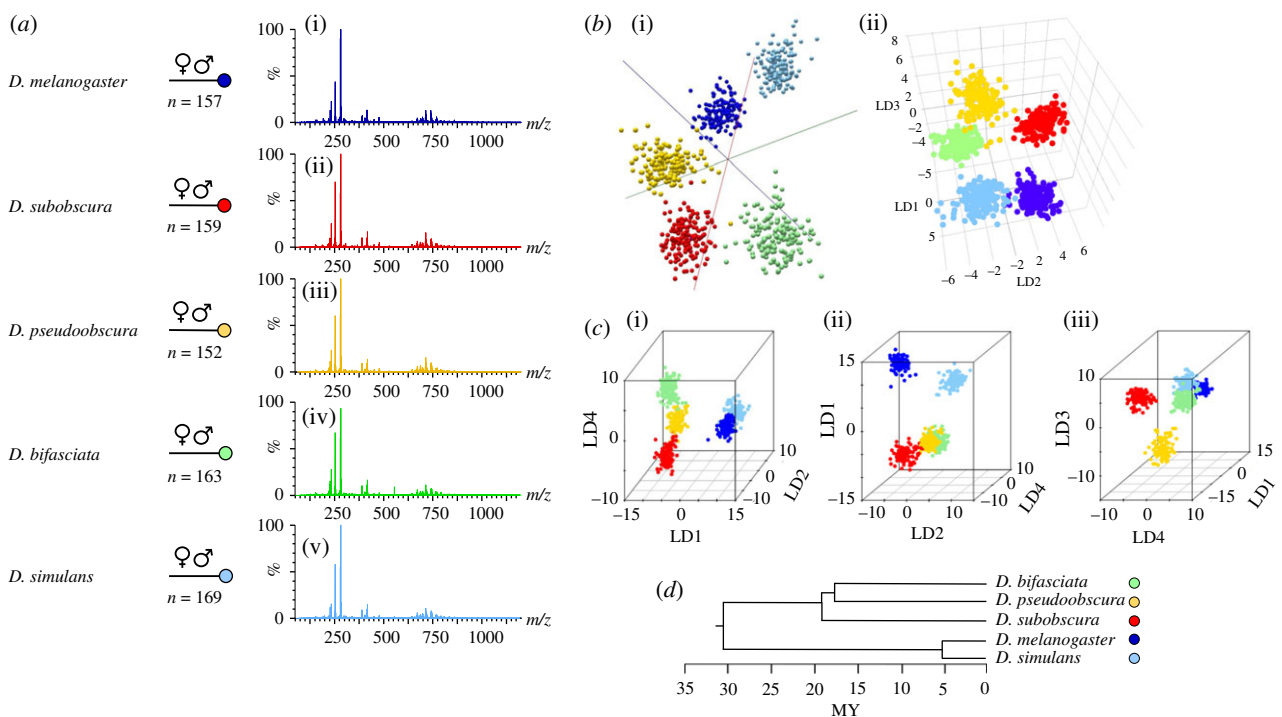 (a)
D. melanogaster
♀♂
n = 157
(i)
100
%
0
250 500 750 1000
m/z
D. subobscura
♀♂
n = 159
(ii)
100
%
0
250 500 750 1000
m/z
D. pseudoobscura
♀♂
n = 152
(iii)
100
%
0
250 500 750 1000
m/z
D. bifasciata
♀♂
n = 163
(iv)
100
%
0
250 500 750 1000
m/z
D. simulans
♀♂
n = 169
(v)
100
%
0
250 500 750 1000
m/z
(b)
(i)
(ii)
8
6
4
2
LD3
0
−2
−4
−5
LD1 0
5
−6 −4 −2 −2 2 4 6
LD2
(c)
(i)
10
LD4
0
−10
−15 0 15
LD1
10
0
−10
LD2
(ii)
15
LD1
0
−15
−10 0 10
LD2
10
0
−10
LD4
(iii)
10
LD3
0
−10
−10 0 10
LD4
15
0
−15
LD1
(d)
D. bifasciata
D. pseudoobscura
D. subobscura
D. melanogaster
D. simulans
35 30 25 20 15 10 5 0
MY